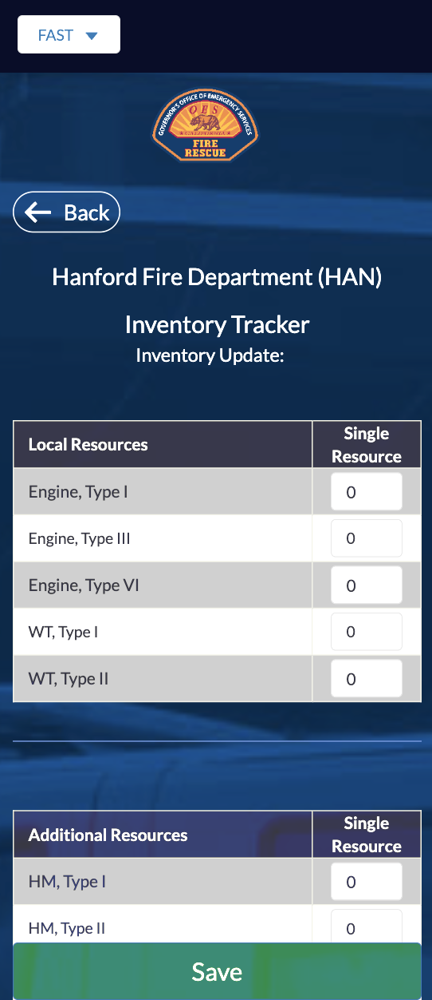 FAST
GOVERNOR'S OFFICE OF EMERGENCY SERVICES
OES
CALIFORNIA
FIRE
RESCUE
Back
Hanford Fire Department (HAN)
Inventory Tracker
Inventory Update:
Local Resources
Single
Resource
Engine, Type I
0
Engine, Type III
0
Engine, Type VI
0
WT, Type I
0
WT, Type II
0
Additional Resources
Single
Resource
HM, Type I
0
HM, Type II
0
Save